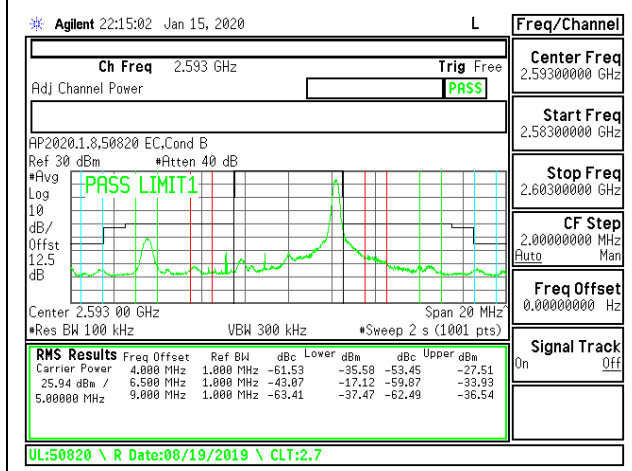 Agilent 22:15:02 Jan 15, 2020 L
Freq/Channel
Ch Freq 2.593 GHz Trig Free
Adj Channel Power PASS
AP2020.1.8,50820 EC,Cond B
Ref 30 dBm #Atten 40 dB
#Avg
Log
10
dB/
Offst
12.5
dB
PASS LIMIT1
Center 2.593 00 GHz Span 20 MHz^
#Res BW 100 kHz VBW 300 kHz #Sweep 2 s (1001 pts)
RMS Results Freq Offset Ref BW dBc Lower dBm dBc Upper dBm
Carrier Power 4.000 MHz 1.000 MHz -61.53 -35.58 -53.45 -27.51
25.94 dBm / 6.500 MHz 1.000 MHz -43.07 -17.12 -59.87 -33.93
5.00000 MHz 9.000 MHz 1.000 MHz -63.41 -37.47 -62.49 -36.54
UL:50820 \ R Date:08/19/2019 \ CLT:2.7
Center Freq
2.59300000 GHz
Start Freq
2.58300000 GHz
Stop Freq
2.60300000 GHz
CF Step
2.00000000 MHz
Auto Man
Freq Offset
0.00000000 Hz
Signal Track
On Off